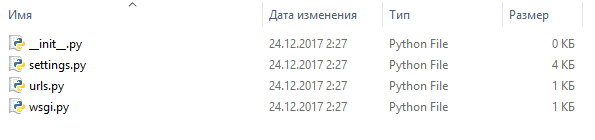 Имя Дата изменения Тип Размер
__init__.py 24.12.2017 2:27 Python File 0 КБ
settings.py 24.12.2017 2:27 Python File 4 КБ
urls.py 24.12.2017 2:27 Python File 1 КБ
wsgi.py 24.12.2017 2:27 Python File 1 КБ